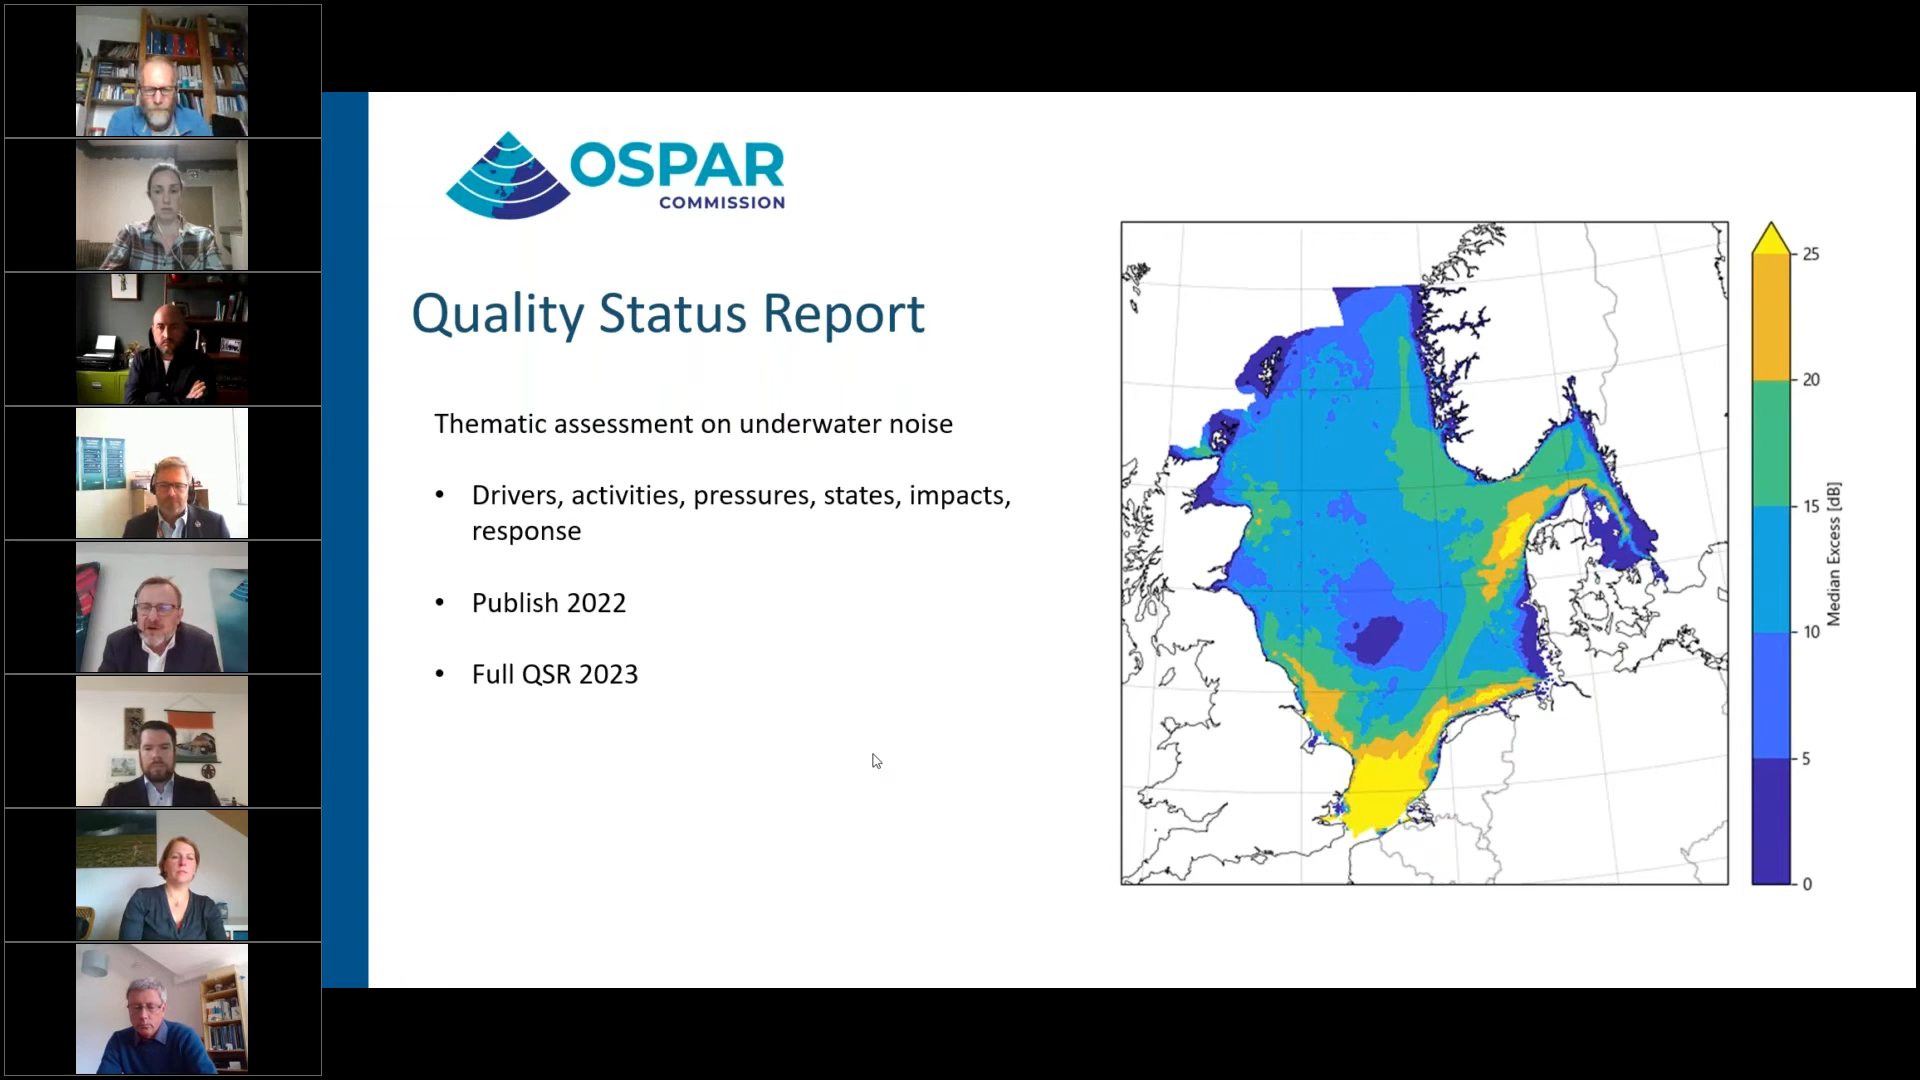 OSPAR
COMMISSION
Quality Status Report
Thematic assessment on underwater noise
• Drivers, activities, pressures, states, impacts,
response
• Publish 2022
• Full QSR 2023
25
20
15
10
5
0
Median Excess [dB]